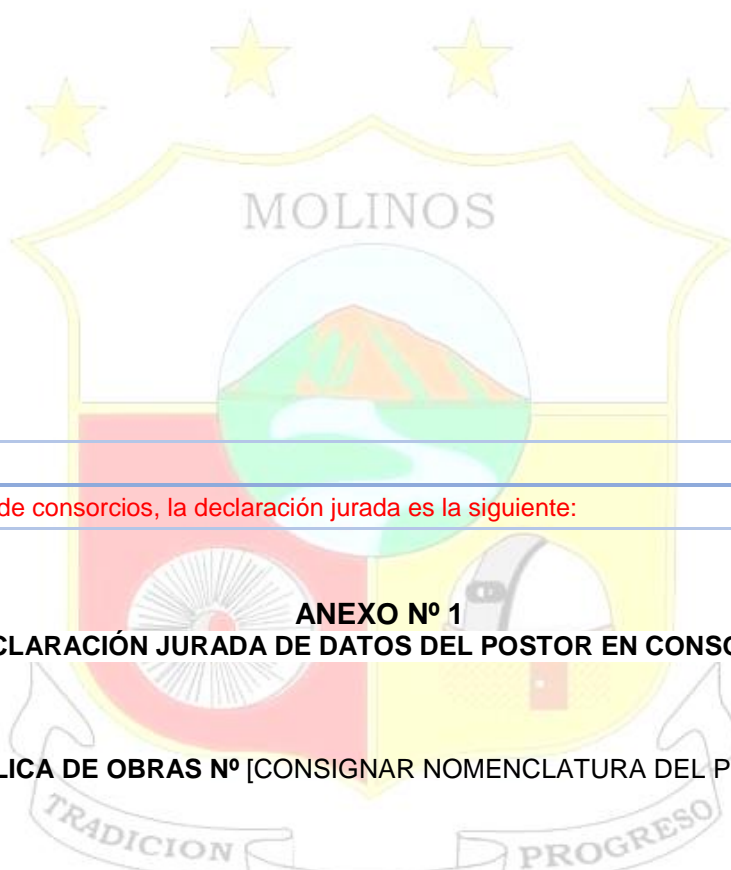 MOLINOS
de consorcios, la declaración jurada es la siguiente:
ANEXO Nº 1
CLARACIÓN JURADA DE DATOS DEL POSTOR EN CONSO
LICA DE OBRAS Nº [CONSIGNAR NOMENCLATURA DEL P
TRADICION PROGRESO